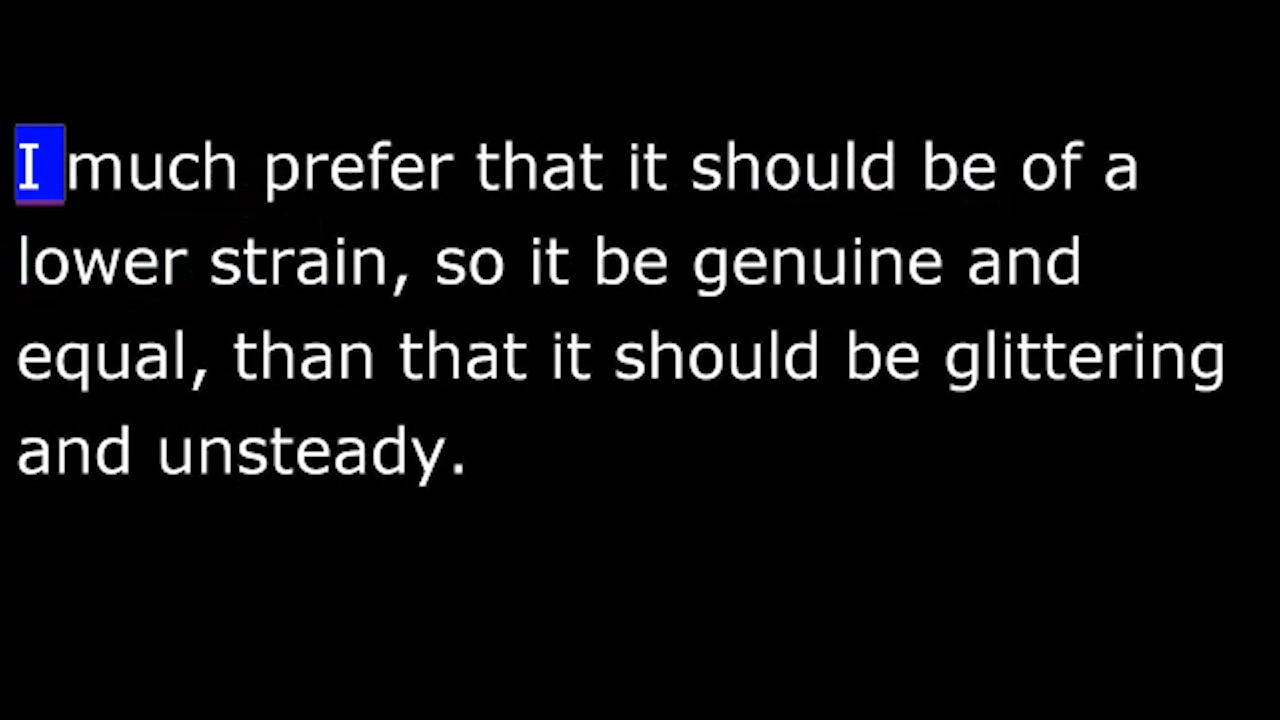 I much prefer that it should be of a
lower strain, so it be genuine and
equal, than that it should be glittering
and unsteady.